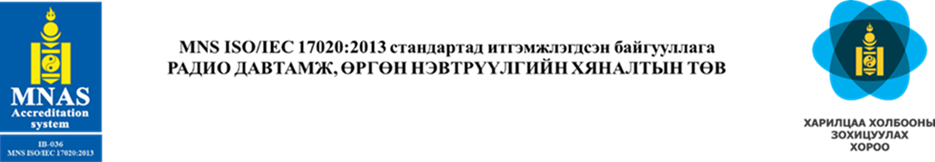 MNAS
Accreditation
system
IB-036
MNS ISO/IEC 17020:2013
MNS ISO/IEC 17020:2013 стандартад итгэмжлэгдсэн байгууллага
РАДИО ДАВТАМЖ, ӨРГӨН НЭВТРҮҮЛГИЙН ХЯНАЛТЫН ТӨВ
ХАРИЛЦАА ХОЛБООНЫ
ЗОХИЦУУЛАХ
ХОРОО